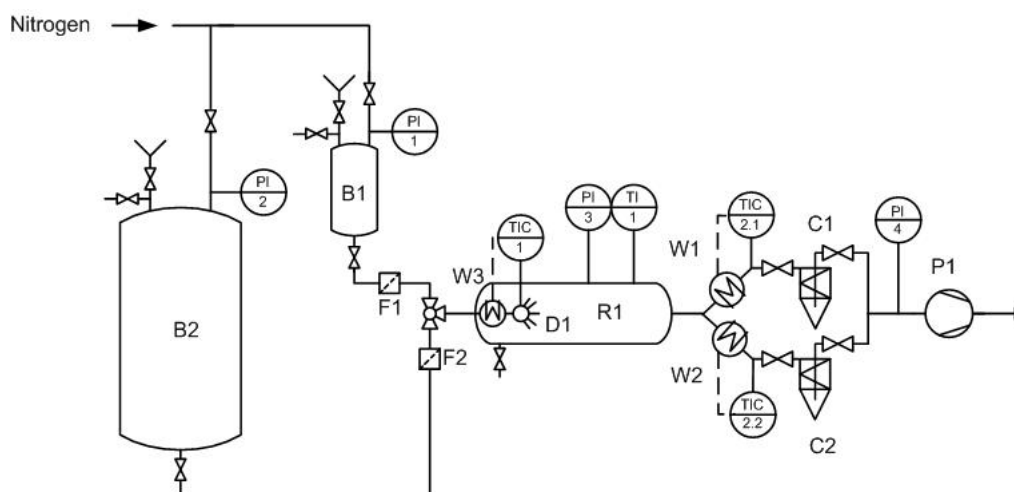 Nitrogen
PI
1
B1
PI
2
B2
F1
F2
W3
TIC
1
D1
PI
3
TI
1
R1
W1
TIC
2.1
C1
W2
TIC
2.2
C2
PI
4
P1